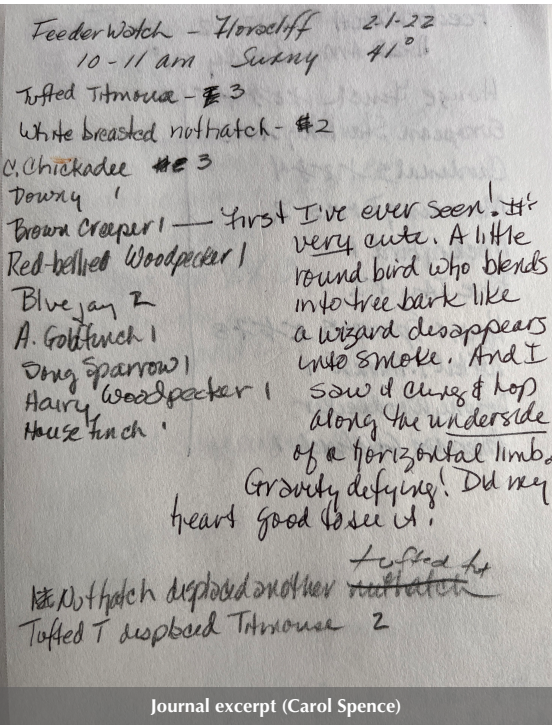 FeederWatch - Floracliff 2-1-22
10-11 am, Sunny 41°
Tufted Titmouse - 3
White breasted nuthatch - 2
C. Chickadee 3
Downy 1
Brown Creeper 1 — first I've ever seen! It's
very cute. A little
Red-bellied Woodpecker 1
round bird who blends
Blue jay 2
into tree bark like
A. Goldfinch 1
a wizard disappears
Song Sparrow 1
into smoke. And I
Hairy Woodpecker 1
saw it cling & hop
House finch 1
along the underside
of a horizontal limb.
Gravity defying! Did my
heart good to see it.
Nuthatch displaced another nuthatch tufted tit
Tufted T displaced Titmouse 2
Journal excerpt (Carol Spence)